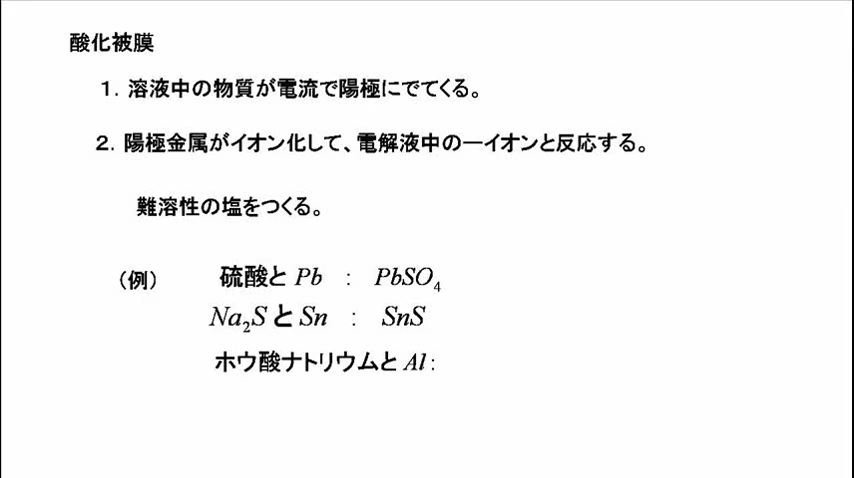 酸化被膜
１．溶液中の物質が電流で陽極にでてくる。
２．陽極金属がイオン化して、電解液中の－イオンと反応する。
難溶性の塩をつくる。
（例） 硫酸と Pb : PbSO₄
Na₂S と Sn : SnS
ホウ酸ナトリウムと Al :